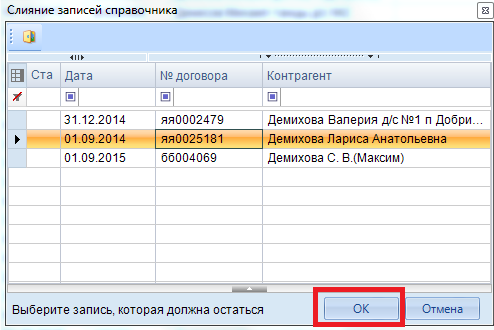 Слияние записей справочника
Ста Дата № договора Контрагент
31.12.2014 яя0002479 Демихова Валерия д/с №1 п Добри...
01.09.2014 яя0025181 Демихова Лариса Анатольевна
01.09.2015 бб004069 Демихова С. В.(Максим)
Выберите запись, которая должна остаться OK Отмена